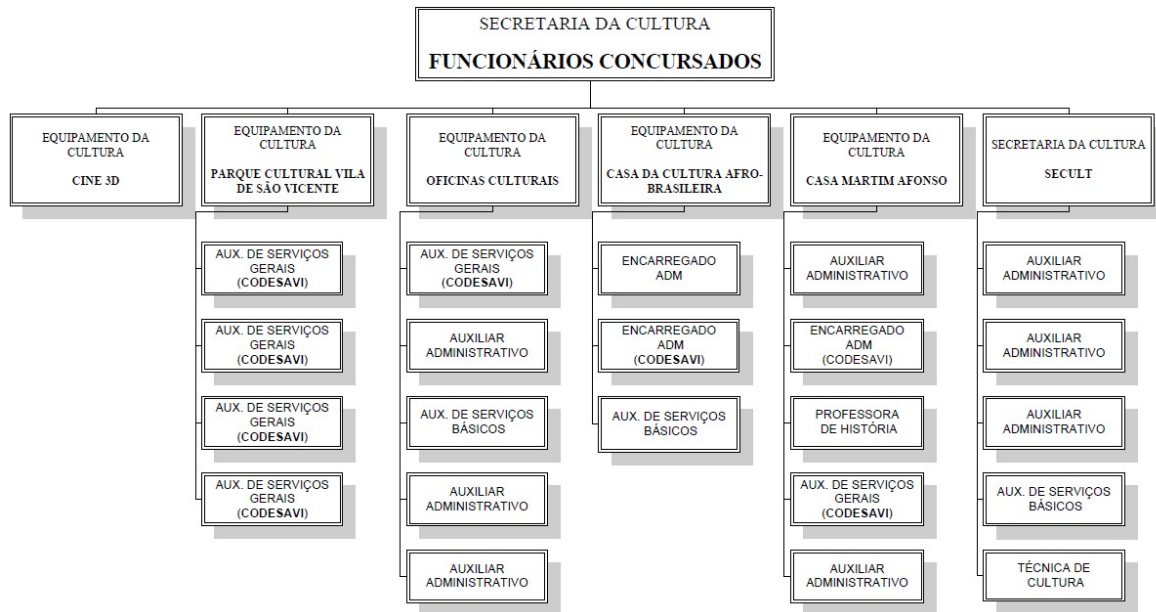 SECRETARIA DA CULTURA
FUNCIONÁRIOS CONCURSADOS
EQUIPAMENTO DA
CULTURA
CINE 3D
EQUIPAMENTO DA
CULTURA
PARQUE CULTURAL VILA
DE SÃO VICENTE
AUX. DE SERVIÇOS
GERAIS
(CODESAVI)
AUX. DE SERVIÇOS
GERAIS
(CODESAVI)
AUX. DE SERVIÇOS
GERAIS
(CODESAVI)
AUX. DE SERVIÇOS
GERAIS
(CODESAVI)
EQUIPAMENTO DA
CULTURA
OFICINAS CULTURAIS
AUX. DE SERVIÇOS
GERAIS
(CODESAVI)
AUXILIAR
ADMINISTRATIVO
AUX. DE SERVIÇOS
BÁSICOS
AUXILIAR
ADMINISTRATIVO
AUXILIAR
ADMINISTRATIVO
EQUIPAMENTO DA
CULTURA
CASA DA CULTURA AFRO-
BRASILEIRA
ENCARREGADO
ADM
ENCARREGADO
ADM
(CODESAVI)
AUX. DE SERVIÇOS
BÁSICOS
EQUIPAMENTO DA
CULTURA
CASA MARTIM AFONSO
AUXILIAR
ADMINISTRATIVO
ENCARREGADO
ADM
(CODESAVI)
PROFESSORA
DE HISTÓRIA
AUX. DE SERVIÇOS
GERAIS
(CODESAVI)
AUXILIAR
ADMINISTRATIVO
SECRETARIA DA CULTURA
SECULT
AUXILIAR
ADMINISTRATIVO
AUXILIAR
ADMINISTRATIVO
AUXILIAR
ADMINISTRATIVO
AUX. DE SERVIÇOS
BÁSICOS
TÉCNICA DE
CULTURA